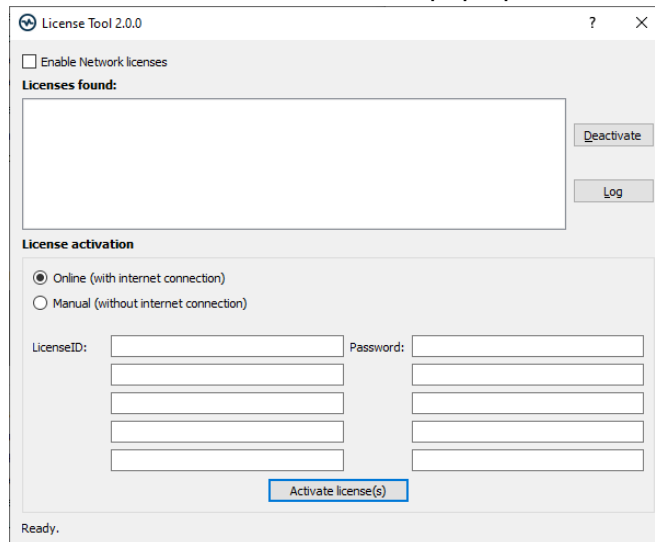 License Tool 2.0.0
Enable Network licenses
Licenses found:
Deactivate
Log
License activation
Online (with internet connection)
Manual (without internet connection)
LicenseID: Password:
Activate license(s)
Ready.